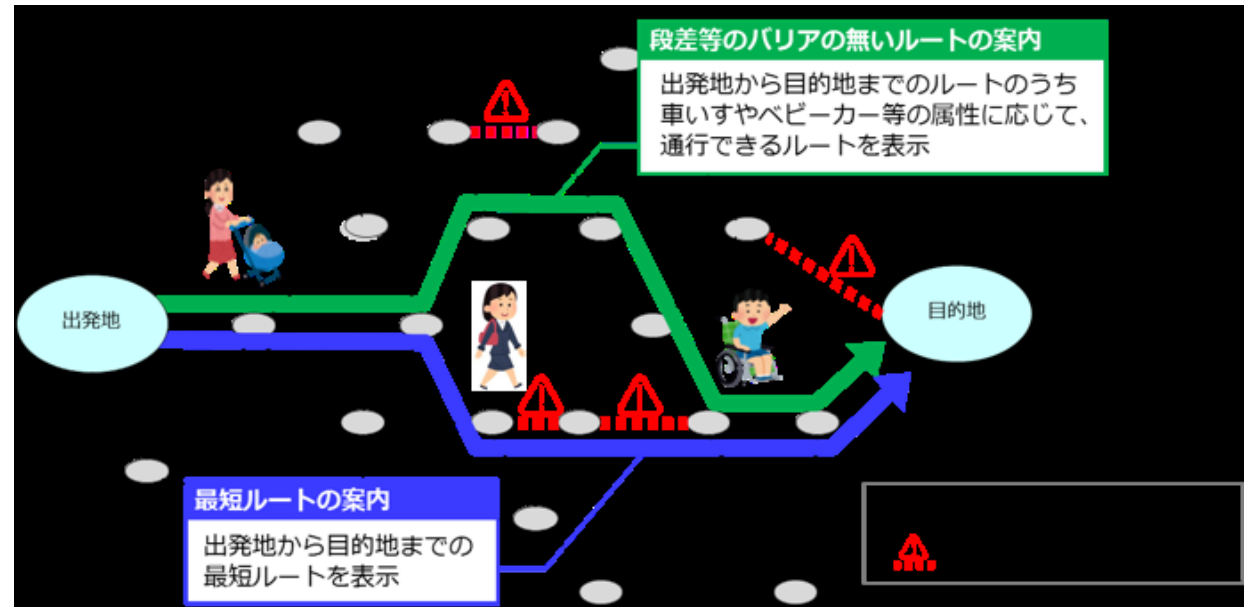 段差等のバリアの無いルートの案内
出発地から目的地までのルートのうち
車いすやベビーカー等の属性に応じて、
通行できるルートを表示
出発地
目的地
最短ルートの案内
出発地から目的地までの
最短ルートを表示